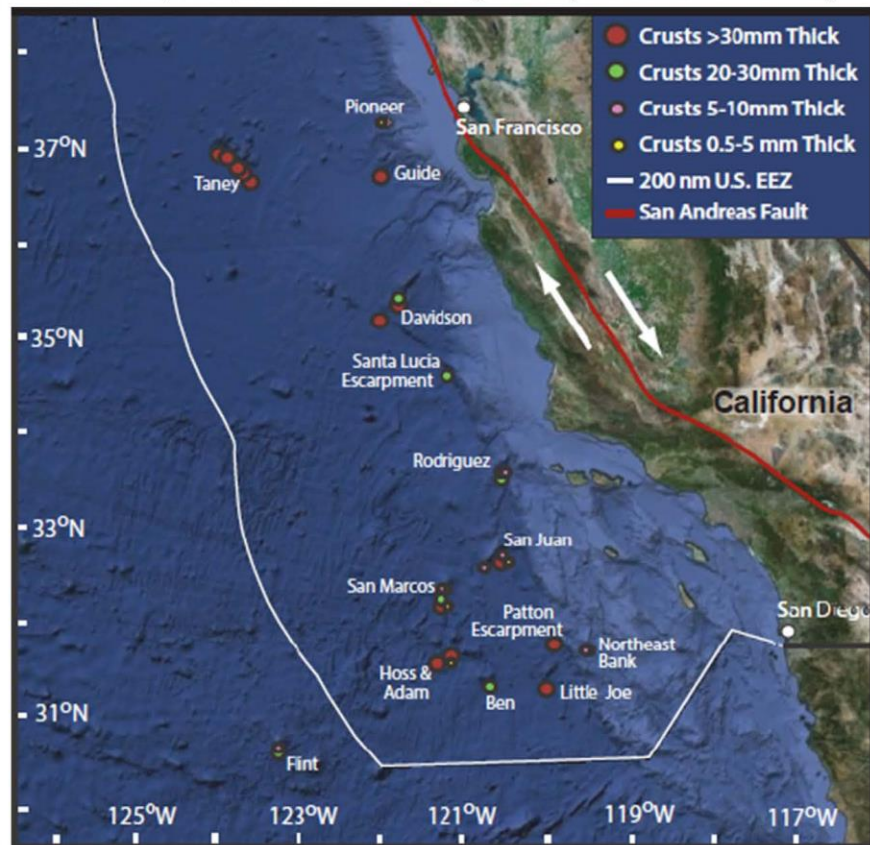 Crusts >30mm Thick
Crusts 20-30mm Thick
Crusts 5-10mm Thick
Crusts 0.5-5 mm Thick
200 nm U.S. EEZ
San Andreas Fault
Pioneer
San Francisco
37°N
Taney
Guide
35°N
Davidson
Santa Lucia
Escarpment
California
Rodriguez
33°N
San Juan
San Marcos
Patton
Escarpment
San Diego
Northeast
Bank
Hoss &
Adam
31°N
Ben
Little Joe
Flint
125°W
123°W
121°W
119°W
117°W